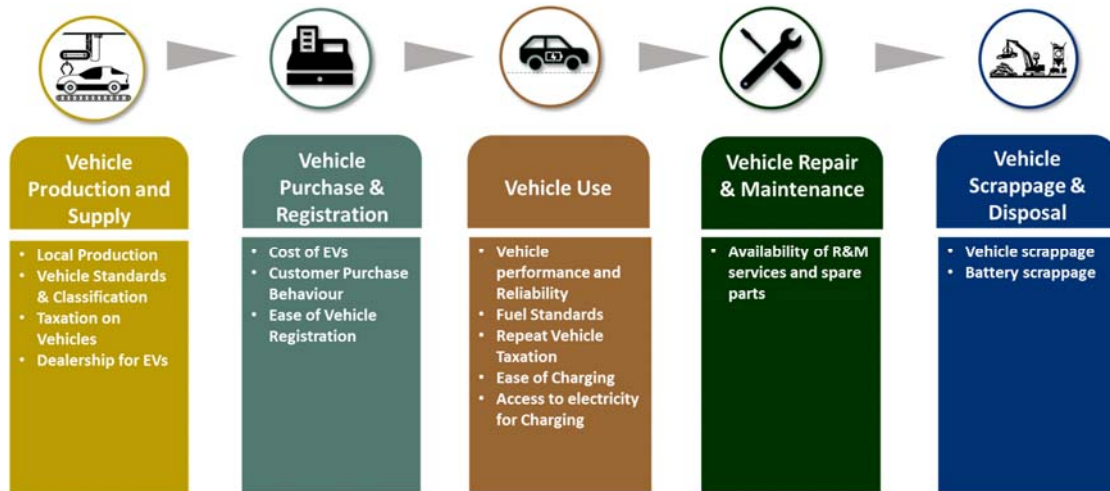 Vehicle
Production and
Supply
• Local Production
• Vehicle Standards
& Classification
• Taxation on
Vehicles
• Dealership for EVs
Vehicle
Purchase &
Registration
• Cost of EVs
• Customer Purchase
Behaviour
• Ease of Vehicle
Registration
Vehicle Use
• Vehicle
performance and
Reliability
• Fuel Standards
• Repeat Vehicle
Taxation
• Ease of Charging
• Access to electricity
for Charging
Vehicle Repair
& Maintenance
• Availability of R&M
services and spare
parts
Vehicle
Scrappage &
Disposal
• Vehicle scrappage
• Battery scrappage